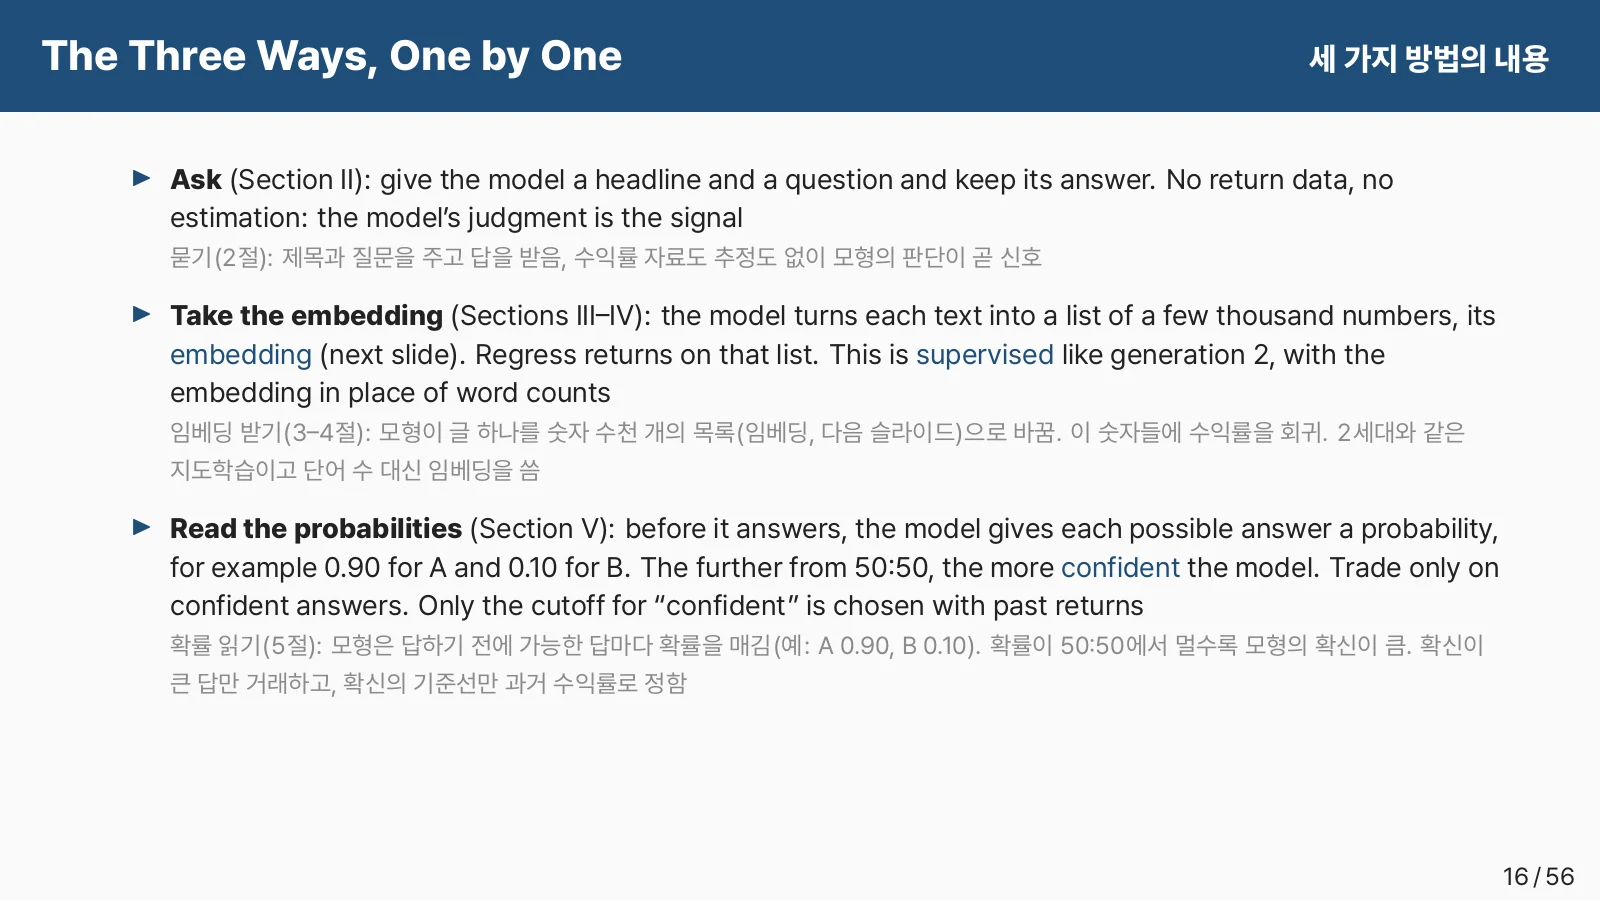 The Three Ways, One by One
세 가지 방법의 내용
Ask (Section II): give the model a headline and a question and keep its answer. No return data, no
estimation: the model’s judgment is the signal
묻기(2절): 제목과 질문을 주고 답을 받음, 수익률 자료도 추정도 없이 모형의 판단이 곧 신호
Take the embedding (Sections III–IV): the model turns each text into a list of a few thousand numbers, its
embedding (next slide). Regress returns on that list. This is supervised like generation 2, with the
embedding in place of word counts
임베딩 받기(3–4절): 모형이 글 하나를 숫자 수천 개의 목록(임베딩, 다음 슬라이드)으로 바꿈. 이 숫자들에 수익률을 회귀. 2세대와 같은
지도학습이고 단어 수 대신 임베딩을 씀
Read the probabilities (Section V): before it answers, the model gives each possible answer a probability,
for example 0.90 for A and 0.10 for B. The further from 50:50, the more confident the model. Trade only on
confident answers. Only the cutoff for “confident” is chosen with past returns
확률 읽기(5절): 모형은 답하기 전에 가능한 답마다 확률을 매김(예: A 0.90, B 0.10). 확률이 50:50에서 멀수록 모형의 확신이 큼. 확신이
큰 답만 거래하고, 확신의 기준선만 과거 수익률로 정함
16 / 56